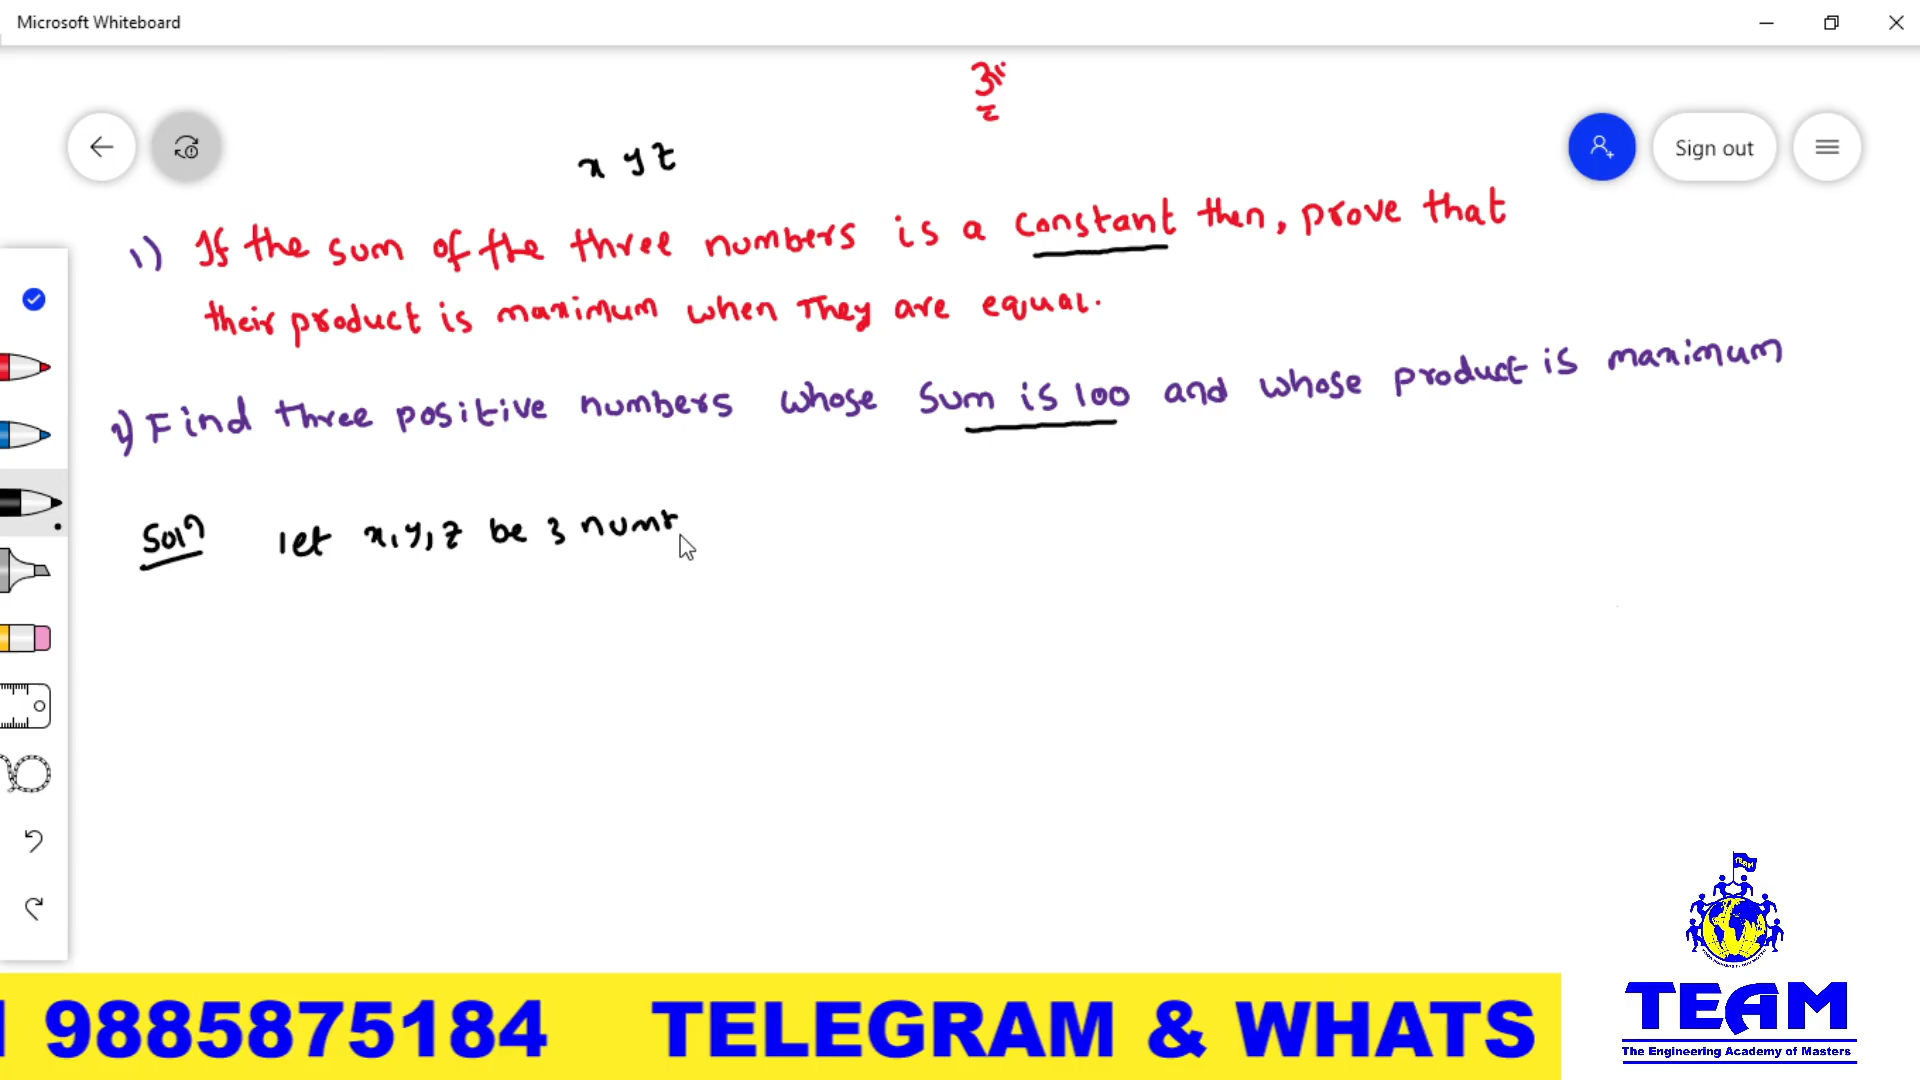 Microsoft Whiteboard
x y z
Sign out
1) If the sum of the three numbers is a constant then, prove that
their product is maximum when They are equal.
2) Find three positive numbers whose sum is 100 and whose product is maximum
Soln let x, y, z be 3 num
9885875184 TELEGRAM & WHATS
TEAM
The Engineering Academy of Masters